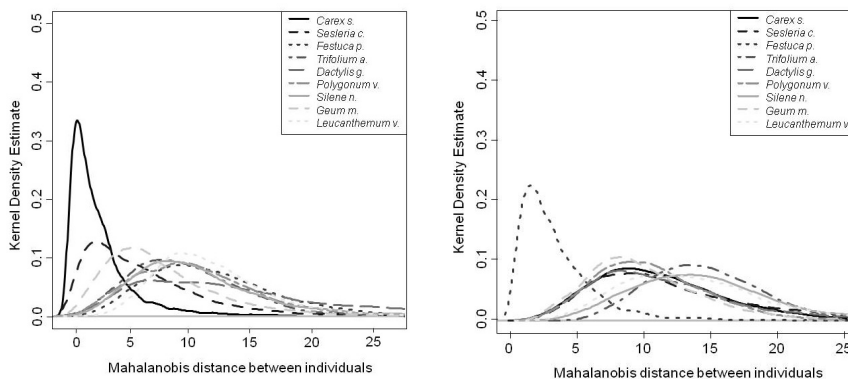 Kernel Density Estimate
0.0 0.1 0.2 0.3 0.4 0.5
Carex s.
Sesleria c.
Festuca p.
Trifolium a.
Dactylis g.
Polygonum v.
Silene n.
Geum m.
Leucanthemum v.
0 5 10 15 20 25
Mahalanobis distance between individuals
Kernel Density Estimate
0.0 0.1 0.2 0.3 0.4 0.5
Carex s.
Sesleria c.
Festuca p.
Trifolium a.
Dactylis g.
Polygonum v.
Silene n.
Geum m.
Leucanthemum v.
0 5 10 15 20 25
Mahalanobis distance between individuals